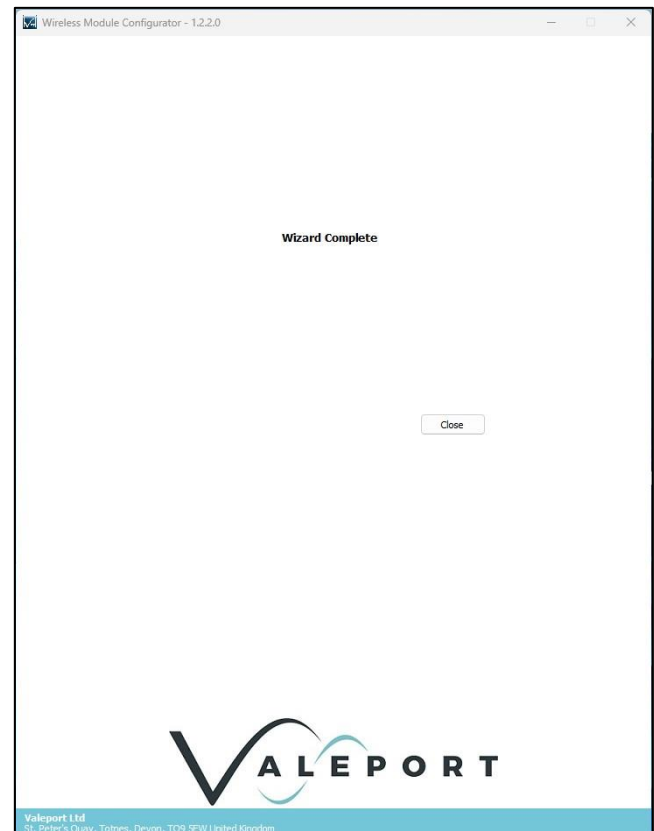 Wireless Module Configurator - 1.2.2.0
Wizard Complete
Close
VALEPORT
Valeport Ltd
St. Peter's Quay, Totnes, Devon, TQ9 5EW United Kingdom